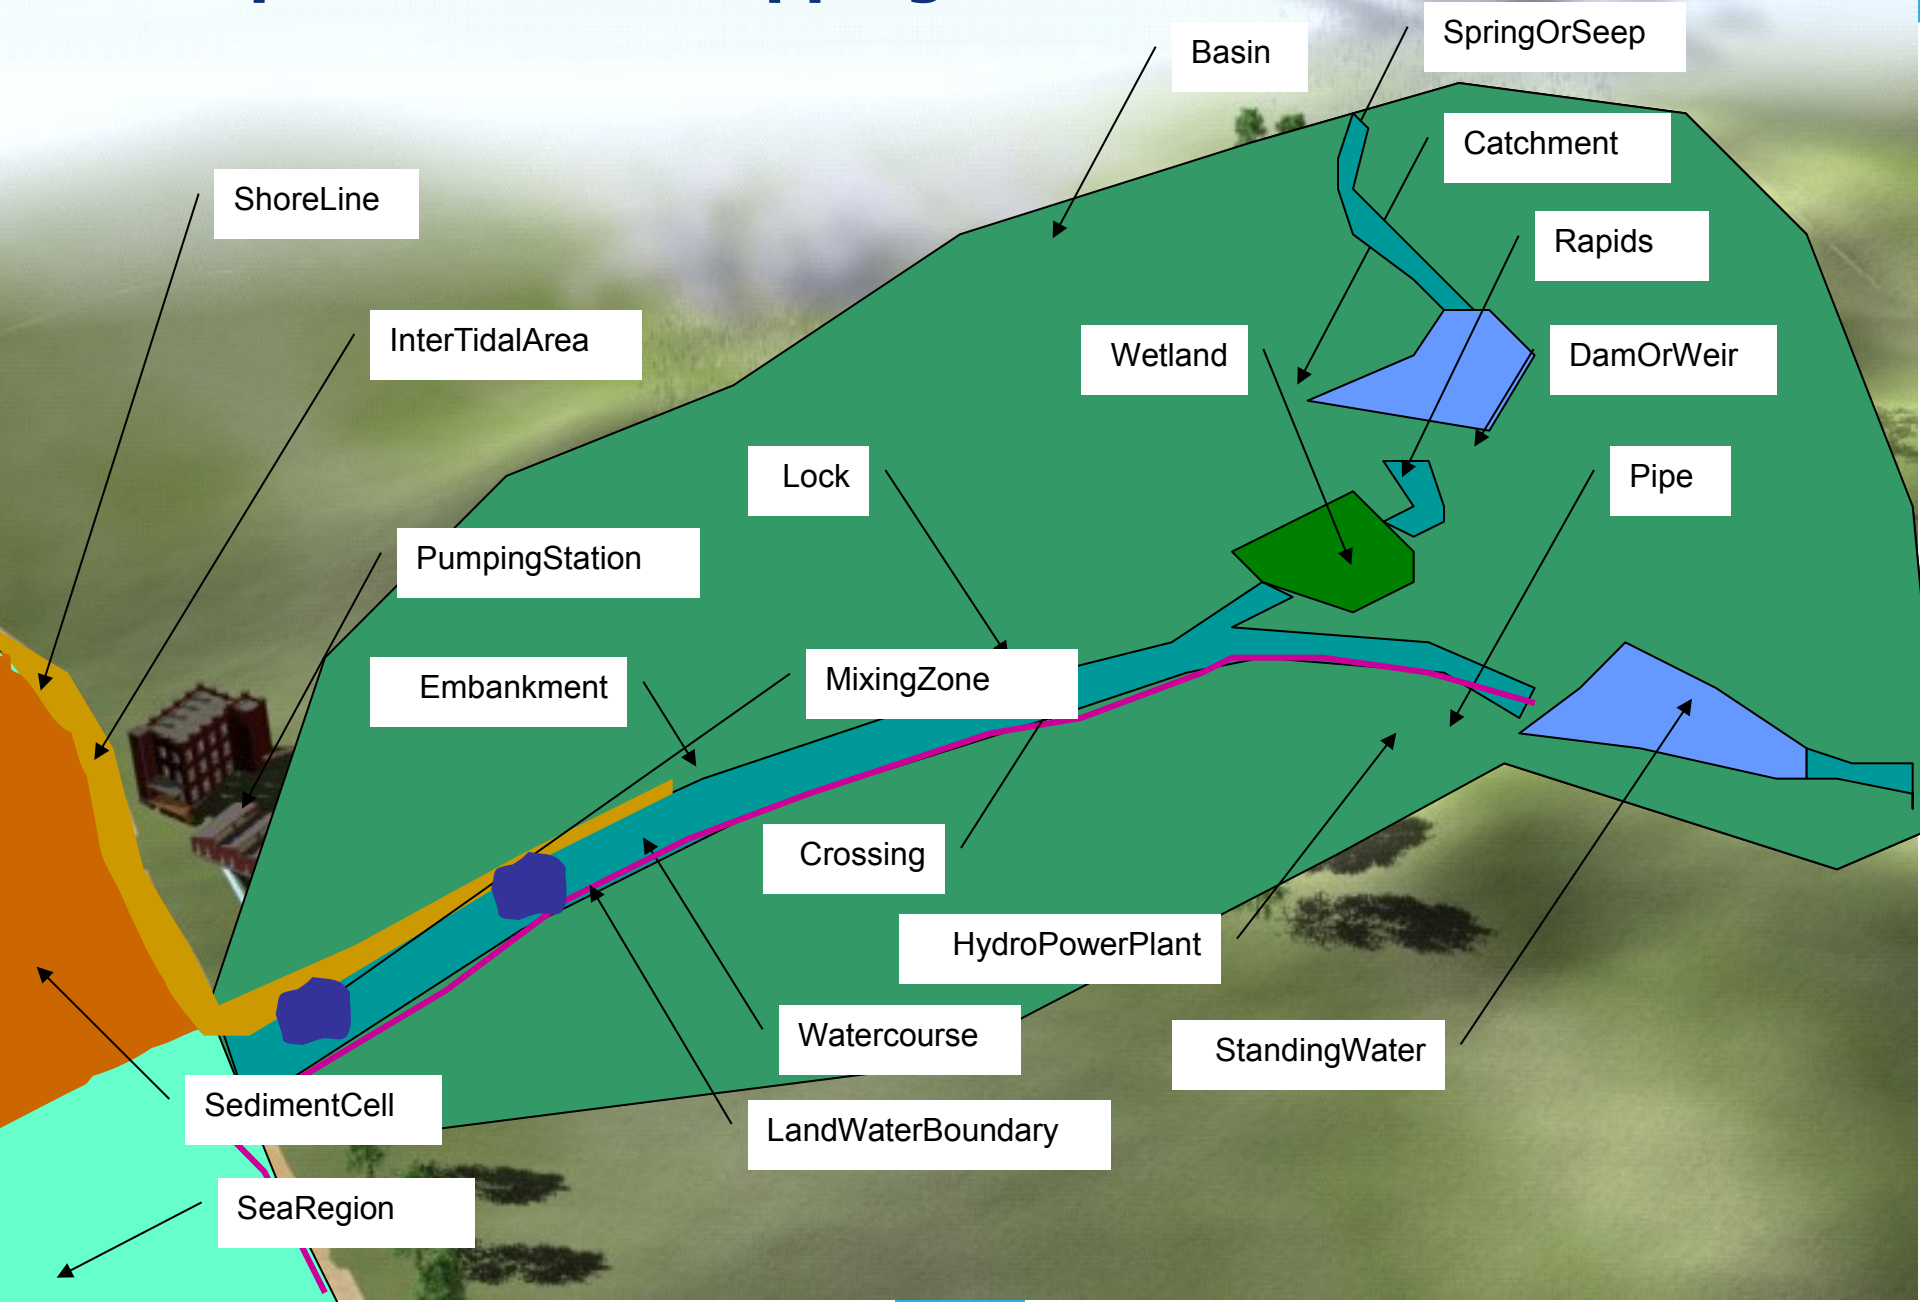 SpringOrSeep
Basin
Catchment
ShoreLine
Rapids
InterTidalArea
Wetland
DamOrWeir
Lock
Pipe
PumpingStation
Embankment
MixingZone
Crossing
HydroPowerPlant
Watercourse
StandingWater
SedimentCell
LandWaterBoundary
SeaRegion